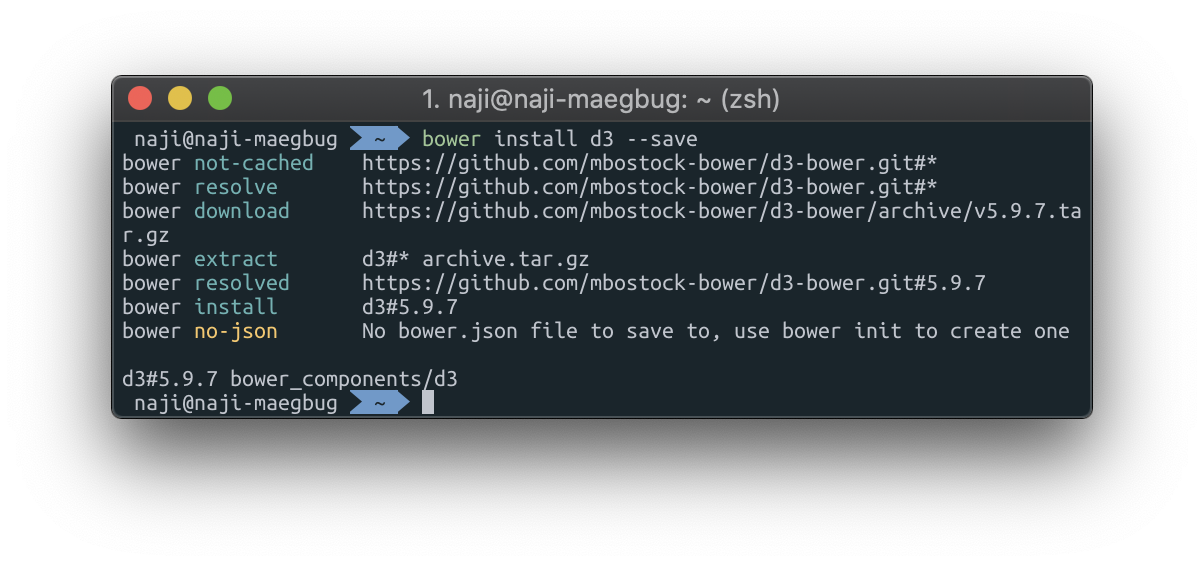 1. naji@naji-maegbug: ~ (zsh)
naji@naji-maegbug ~ bower install d3 --save
bower not-cached    https://github.com/mbostock-bower/d3-bower.git#*
bower resolve       https://github.com/mbostock-bower/d3-bower.git#*
bower download      https://github.com/mbostock-bower/d3-bower/archive/v5.9.7.ta
r.gz
bower extract       d3#* archive.tar.gz
bower resolved      https://github.com/mbostock-bower/d3-bower.git#5.9.7
bower install       d3#5.9.7
bower no-json       No bower.json file to save to, use bower init to create one
d3#5.9.7 bower_components/d3
naji@naji-maegbug ~